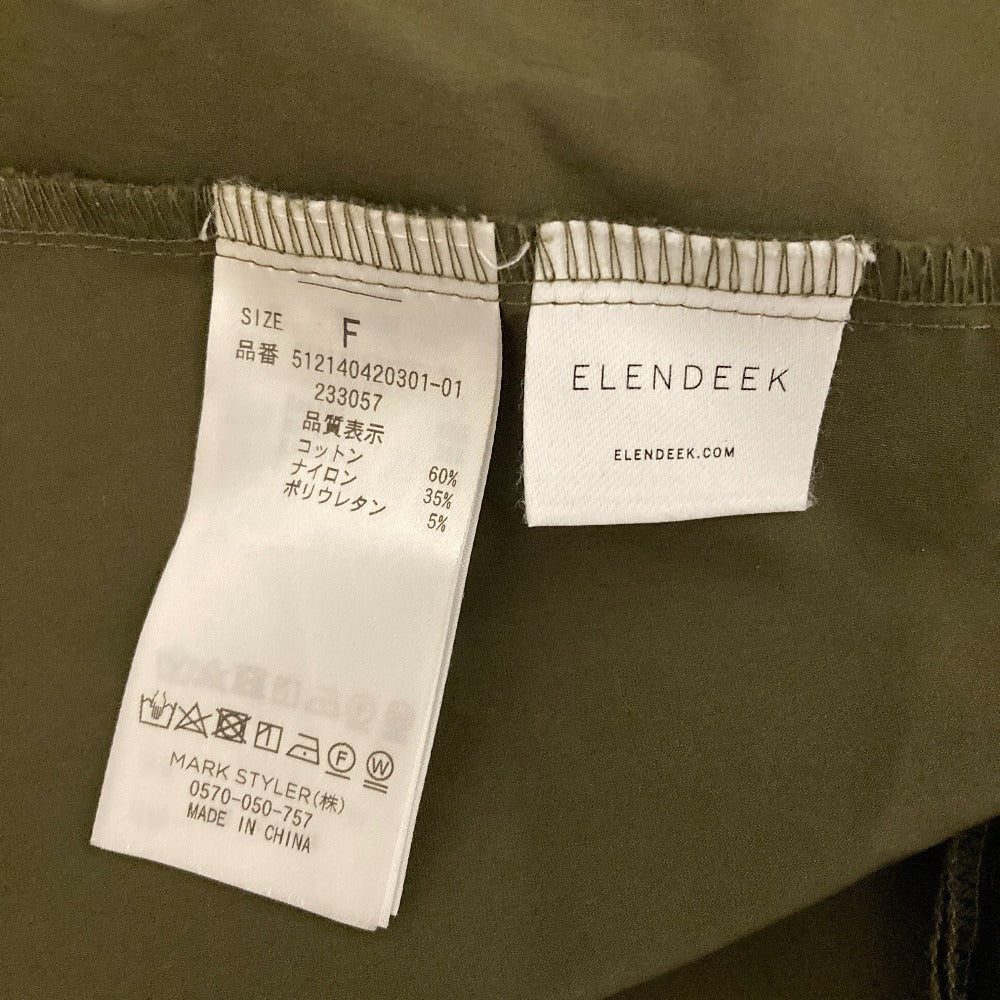 SIZE F
品番 512140420301-01
233057
品質表示
コットン 60%
ナイロン 35%
ポリウレタン 5%
F W
MARK STYLER(株)
0570-050-757
MADE IN CHINA
ELENDEEK
ELENDEEK.COM